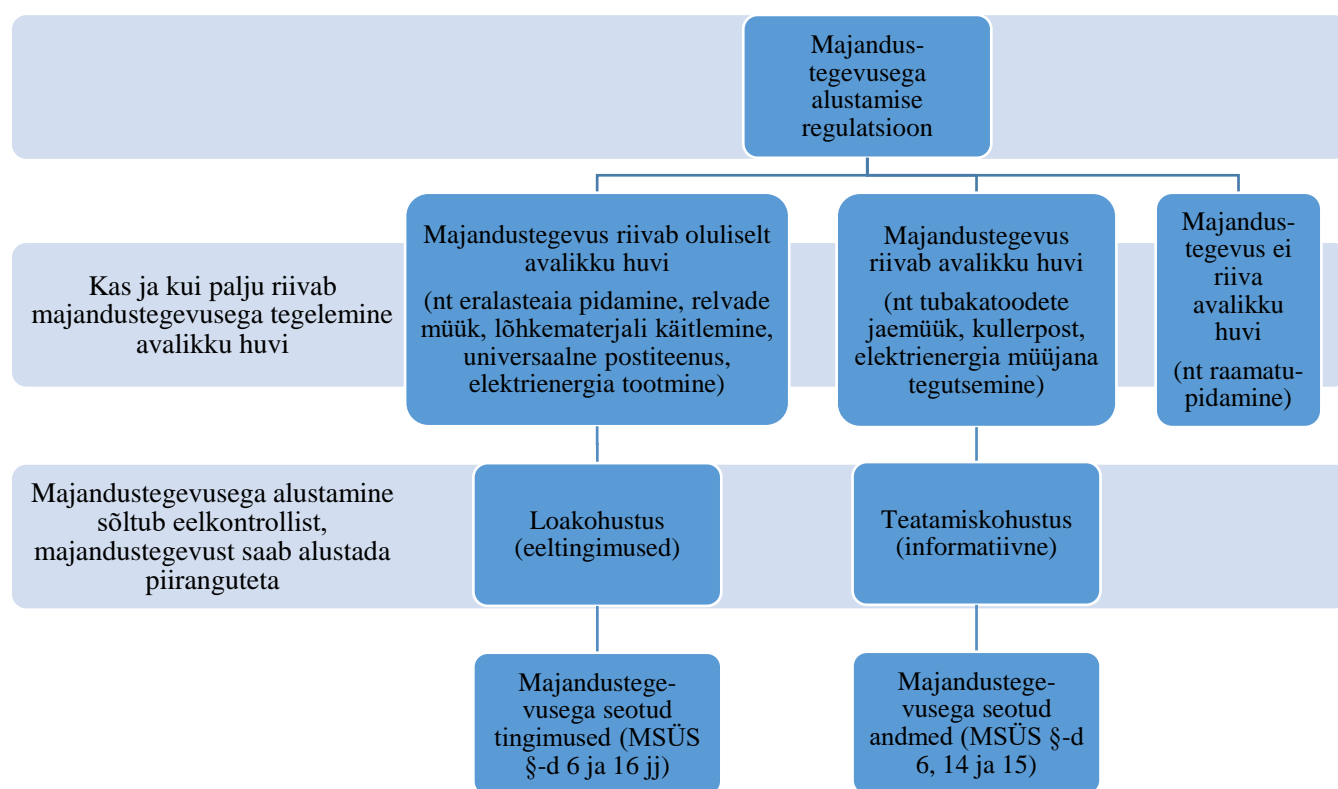 Majandus-
tegevusega
alustamise
regulatsioon
Kas ja kui palju riivab
majandustegevusega tegelemine
avalikku huvi
Majandustegevus riivab oluliselt
avalikku huvi
(nt eralasteaia pidamine, relvade
müük, lõhkematerjali käitlemine,
universaalne postiteenus,
elektrienergia tootmine)
Majandustegevus
riivab avalikku huvi
(nt tubakatoodete
jaemüük, kullerpost,
elektrienergia müüjana
tegutsemine)
Majandus-
tegevus ei
riiva
avalikku
huvi
(nt raamatu-
pidamine)
Majandustegevusega alustamine
sõltub eelkontrollist,
majandustegevust saab alustada
piiranguteta
Loakohustus
(eeltingimused)
Teatamiskohustus
(informatiivne)
Majandustege-
vusega seotud
tingimused (MSÜS
§-d 6 ja 16 jj)
Majandustege-
vusega seotud
andmed (MSÜS §-d
6, 14 ja 15)